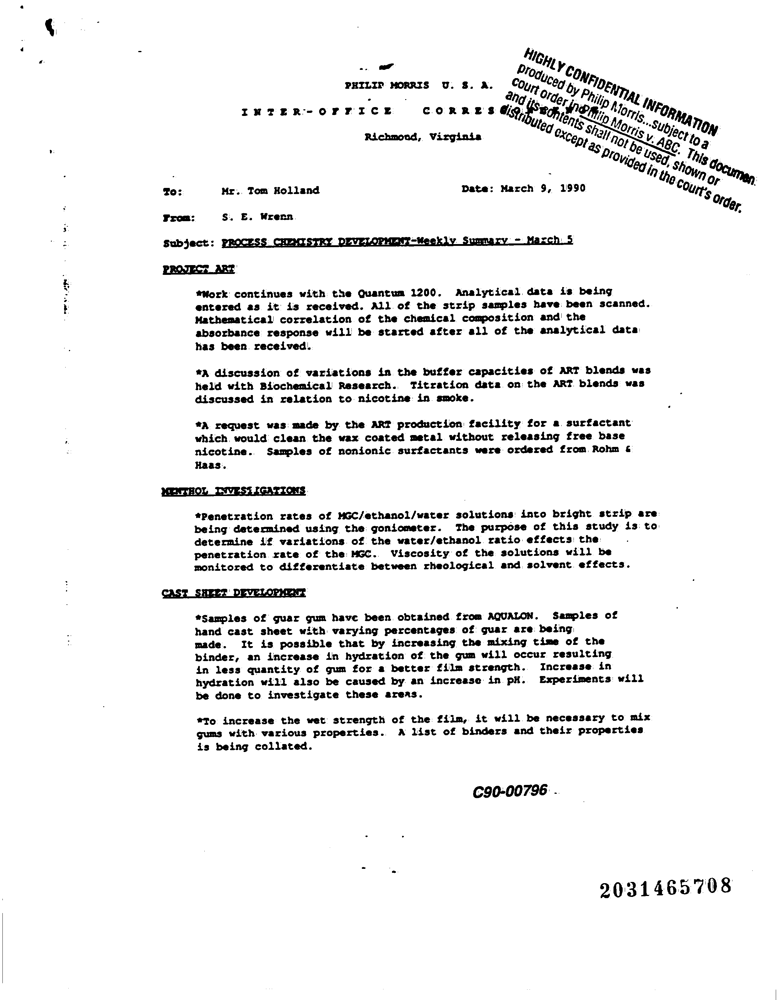 HIGHLY CONFIDENTIAL INFORMATION
produced by Philip Morris...subject to a
court order in Philip Morris v. ABC. This documen
and its contents shall not be used, shown or
distributed except as provided in the court's order.
PHILIP MORRIS U. S. A.
INTER-OFFICE CORRES
Richmond, Virginia
To: Mr. Tom Holland Date: March 9, 1990
From: S. E. Wrenn
Subject: PROCESS CHEMISTRY DEVELOPMENT-Weekly Summary - March 5
PROJECT ART
*Work continues with the Quantum 1200. Analytical data is being
entered as it is received. All of the strip samples have been scanned.
Mathematical correlation of the chemical composition and the
absorbance response will be started after all of the analytical data
has been received.
*A discussion of variations in the buffer capacities of ART blends was
held with Biochemical Research. Titration data on the ART blends was
discussed in relation to nicotine in smoke.
*A request was made by the ART production facility for a surfactant
which would clean the wax coated metal without releasing free base
nicotine. Samples of nonionic surfactants were ordered from Rohm &
Haas.
MENTHOL INVESTIGATIONS
*Penetration rates of MGC/ethanol/water solutions into bright strip are
being determined using the goniometer. The purpose of this study is to
determine if variations of the water/ethanol ratio effects the
penetration rate of the MGC. Viscosity of the solutions will be
monitored to differentiate between rheological and solvent effects.
CAST SHEET DEVELOPMENT
*Samples of guar gum have been obtained from AQUALON. Samples of
hand cast sheet with varying percentages of guar are being
made. It is possible that by increasing the mixing time of the
binder, an increase in hydration of the gum will occur resulting
in less quantity of gum for a better film strength. Increase in
hydration will also be caused by an increase in pH. Experiments will
be done to investigate these areas.
*To increase the wet strength of the film, it will be necessary to mix
gums with various properties. A list of binders and their properties
is being collated.
C90-00796
2031465708